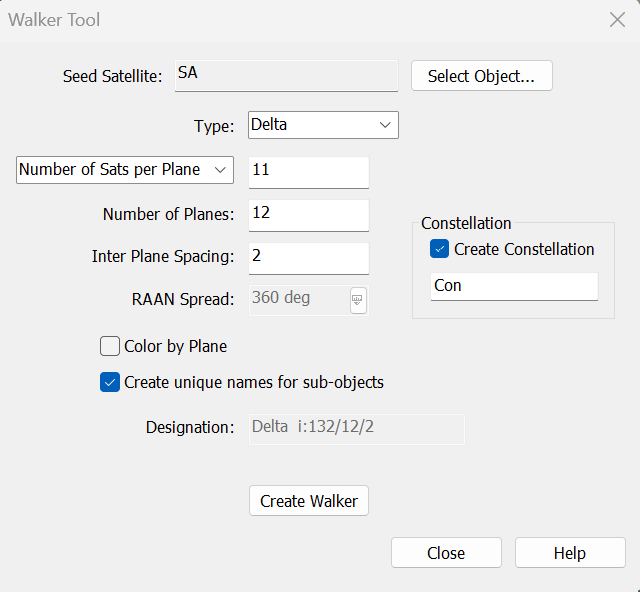 Walker Tool
Seed Satellite: SA Select Object...
Type: Delta
Number of Sats per Plane 11
Number of Planes: 12
Constellation
Inter Plane Spacing: 2 Create Constellation
RAAN Spread: 360 deg Con
Color by Plane
Create unique names for sub-objects
Designation: Delta i:132/12/2
Create Walker
Close Help